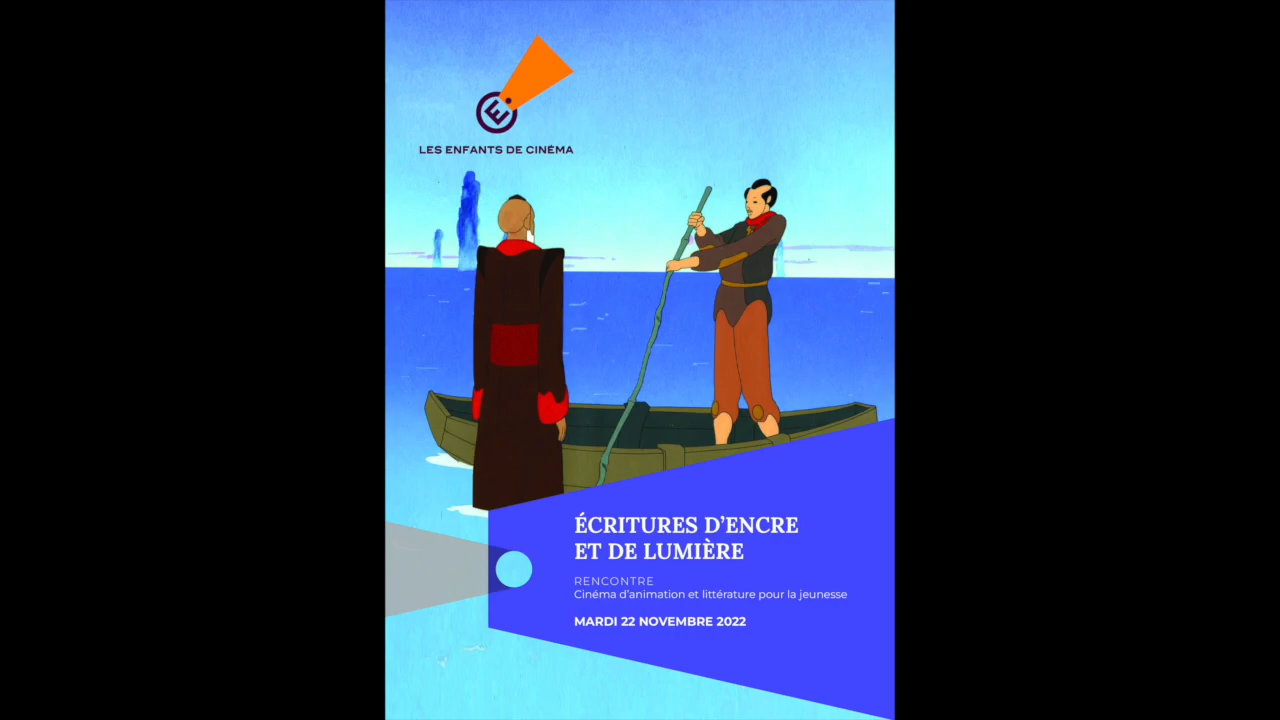 E
LES ENFANTS DE CINÉMA
ÉCRITURES D’ENCRE
ET DE LUMIÈRE
RENCONTRE
Cinéma d’animation et littérature pour la jeunesse
MARDI 22 NOVEMBRE 2022